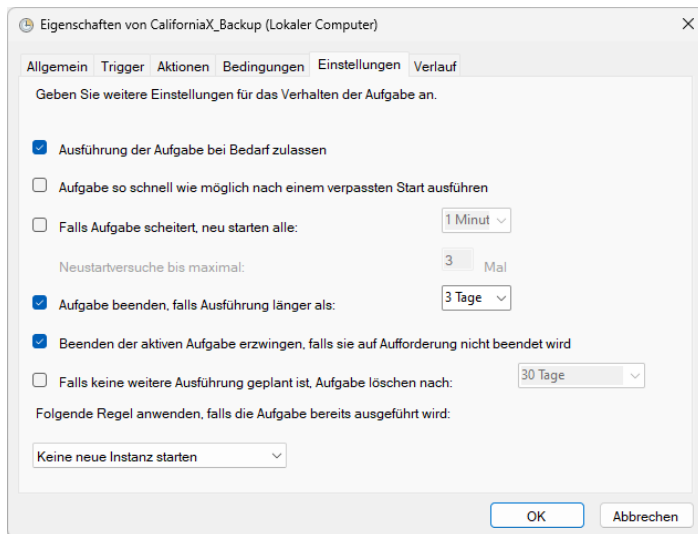 Eigenschaften von CaliforniaX_Backup (Lokaler Computer)
Allgemein Trigger Aktionen Bedingungen Einstellungen Verlauf
Geben Sie weitere Einstellungen für das Verhalten der Aufgabe an.
Ausführung der Aufgabe bei Bedarf zulassen
Aufgabe so schnell wie möglich nach einem verpassten Start ausführen
Falls Aufgabe scheitert, neu starten alle: 1 Minut
Neustartversuche bis maximal: 3 Mal
Aufgabe beenden, falls Ausführung länger als: 3 Tage
Beenden der aktiven Aufgabe erzwingen, falls sie auf Aufforderung nicht beendet wird
Falls keine weitere Ausführung geplant ist, Aufgabe löschen nach: 30 Tage
Folgende Regel anwenden, falls die Aufgabe bereits ausgeführt wird:
Keine neue Instanz starten
OK Abbrechen